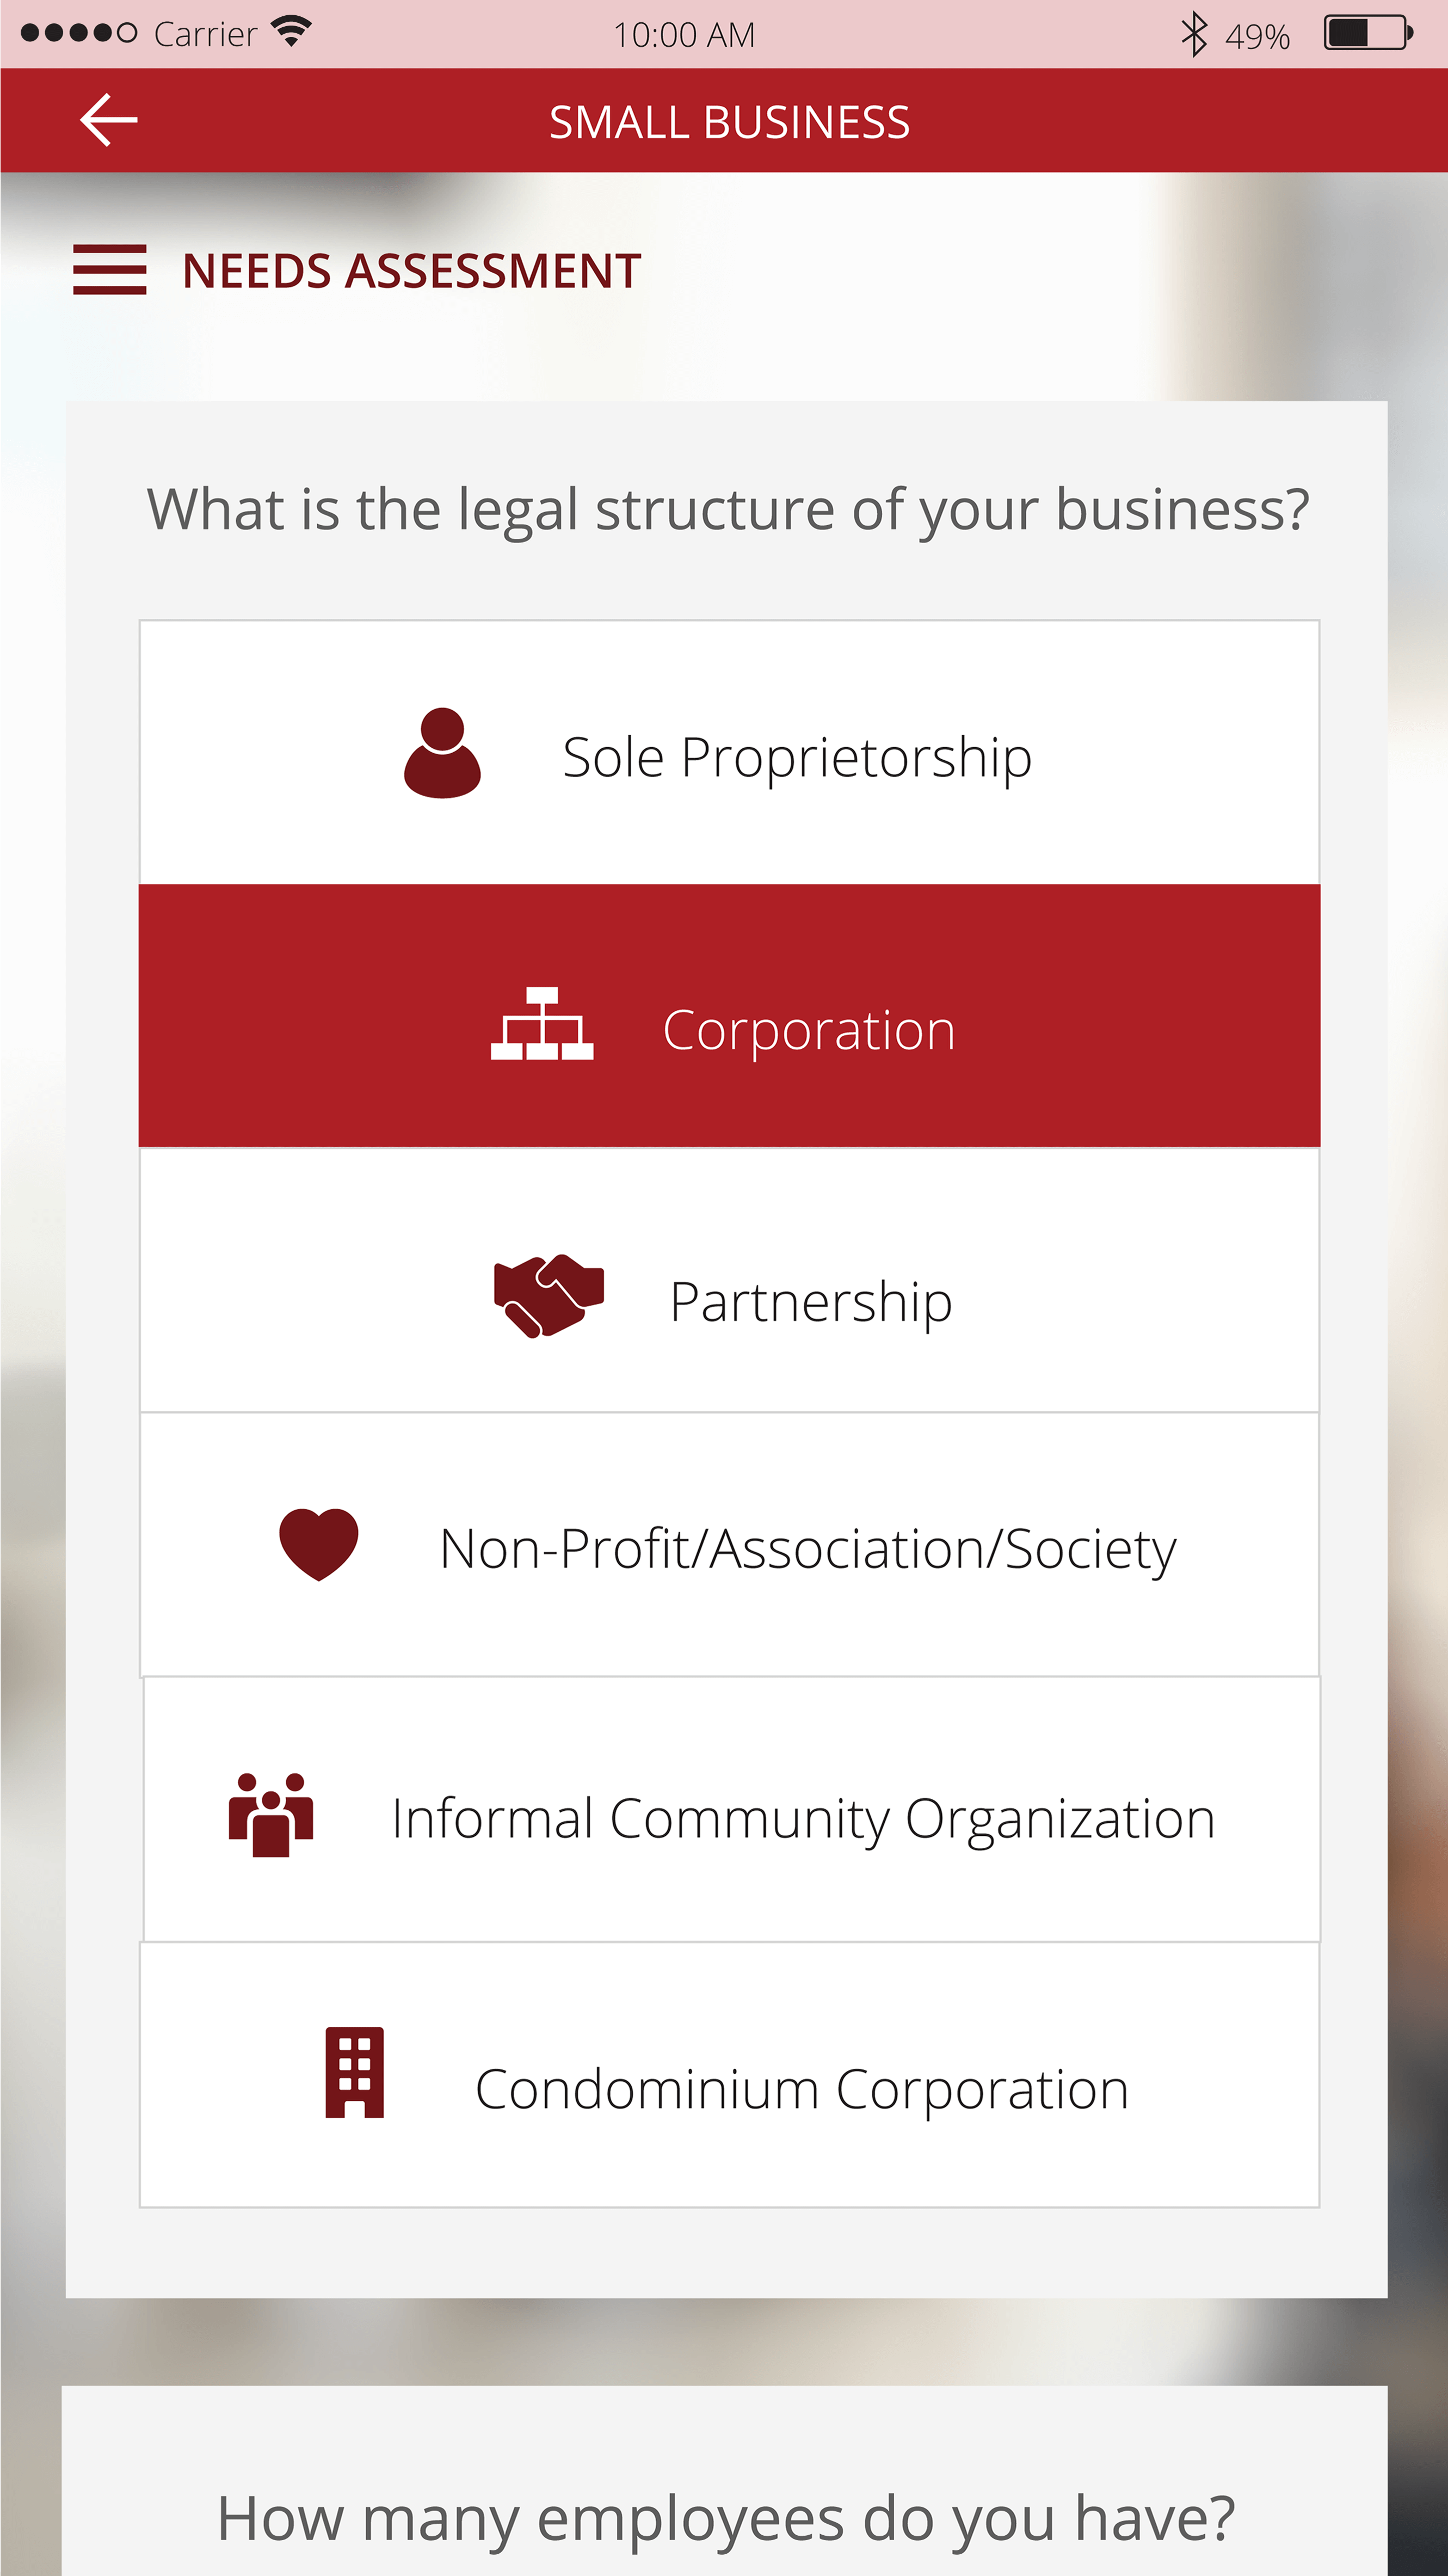 Carrier 10:00 AM 49%
SMALL BUSINESS
NEEDS ASSESSMENT
What is the legal structure of your business?
Sole Proprietorship
Corporation
Partnership
Non-Profit/Association/Society
Informal Community Organization
Condominium Corporation
How many employees do you have?